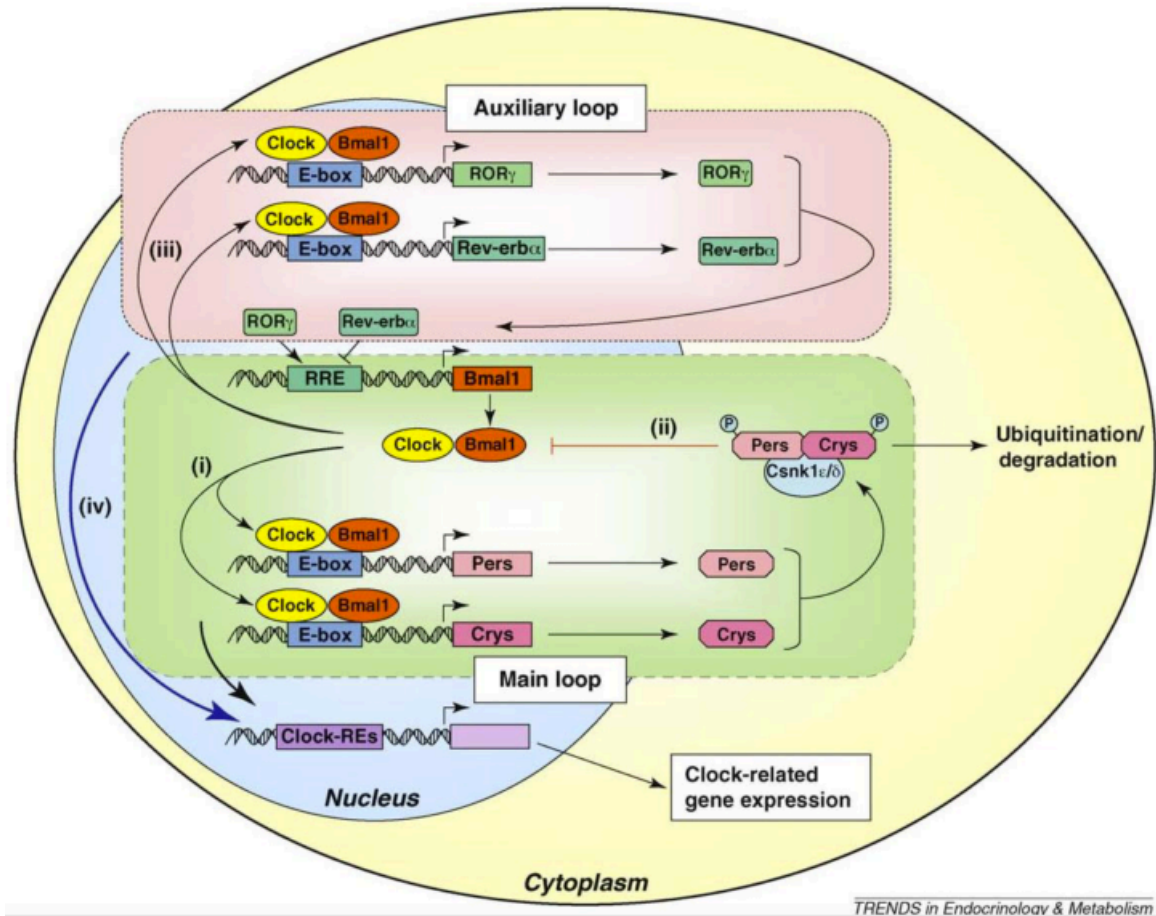 Auxiliary loop
Clock Bmal1
E-box RORγ RORγ
Clock Bmal1
(iii)
E-box Rev-erbα Rev-erbα
RORγ Rev-erbα
RRE Bmal1
Clock Bmal1 (ii) P P
Pers Crys
Csnk1ε/δ
Ubiquitination/
degradation
(i)
(iv)
Clock Bmal1
E-box Pers Pers
Clock Bmal1
E-box Crys Crys
Main loop
Clock-REs
Clock-related
gene expression
Nucleus
Cytoplasm
TRENDS in Endocrinology & Metabolism